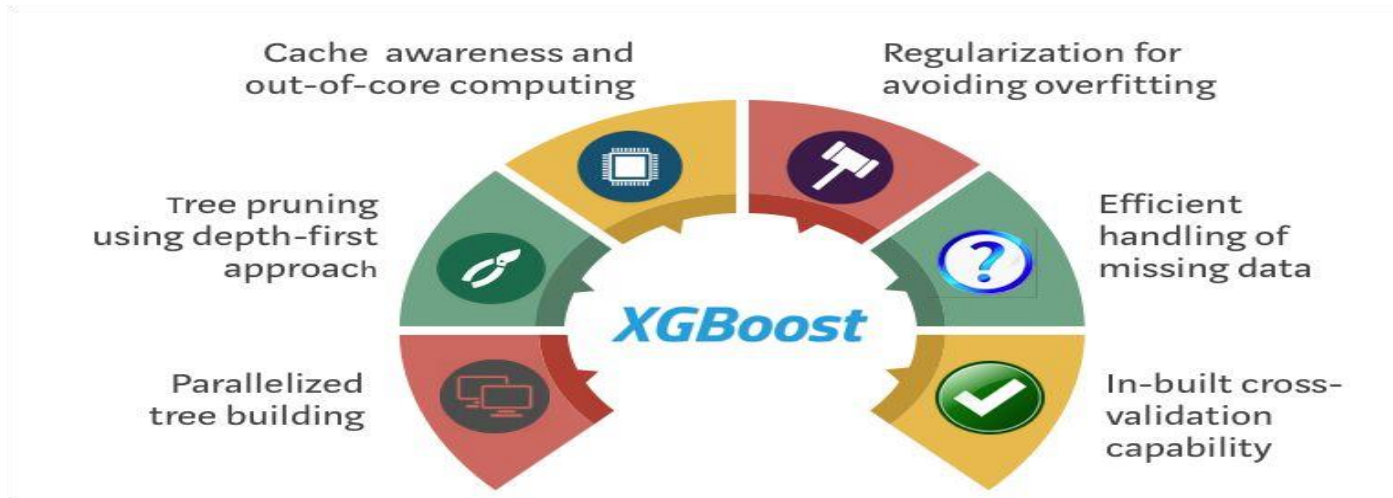 Cache awareness and
out-of-core computing
Regularization for
avoiding overfitting
Tree pruning
using depth-first
approach
Efficient
handling of
missing data
XGBoost
Parallelized
tree building
In-built cross-
validation
capability